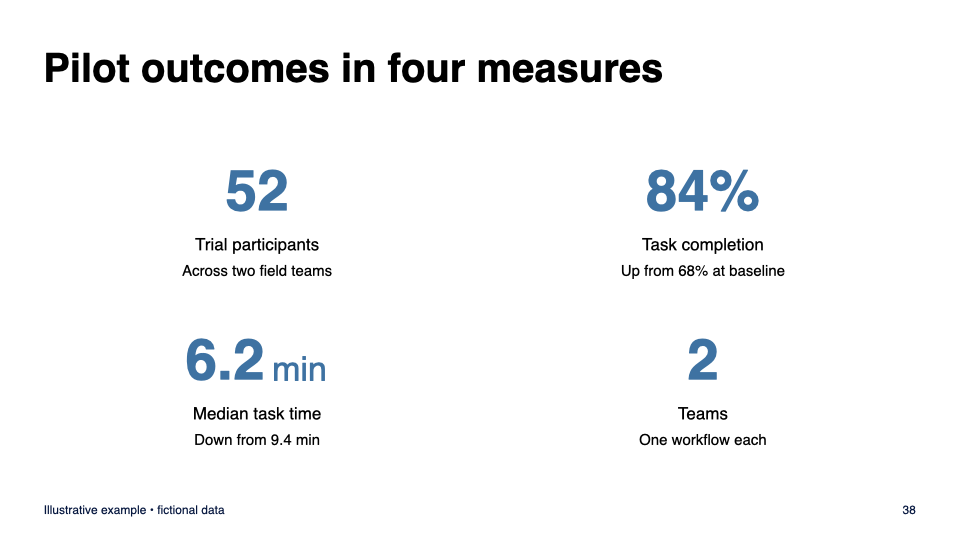 Pilot outcomes in four measures
52
Trial participants
Across two field teams
84%
Task completion
Up from 68% at baseline
6.2 min
Median task time
Down from 9.4 min
2
Teams
One workflow each
Illustrative example • fictional data
38